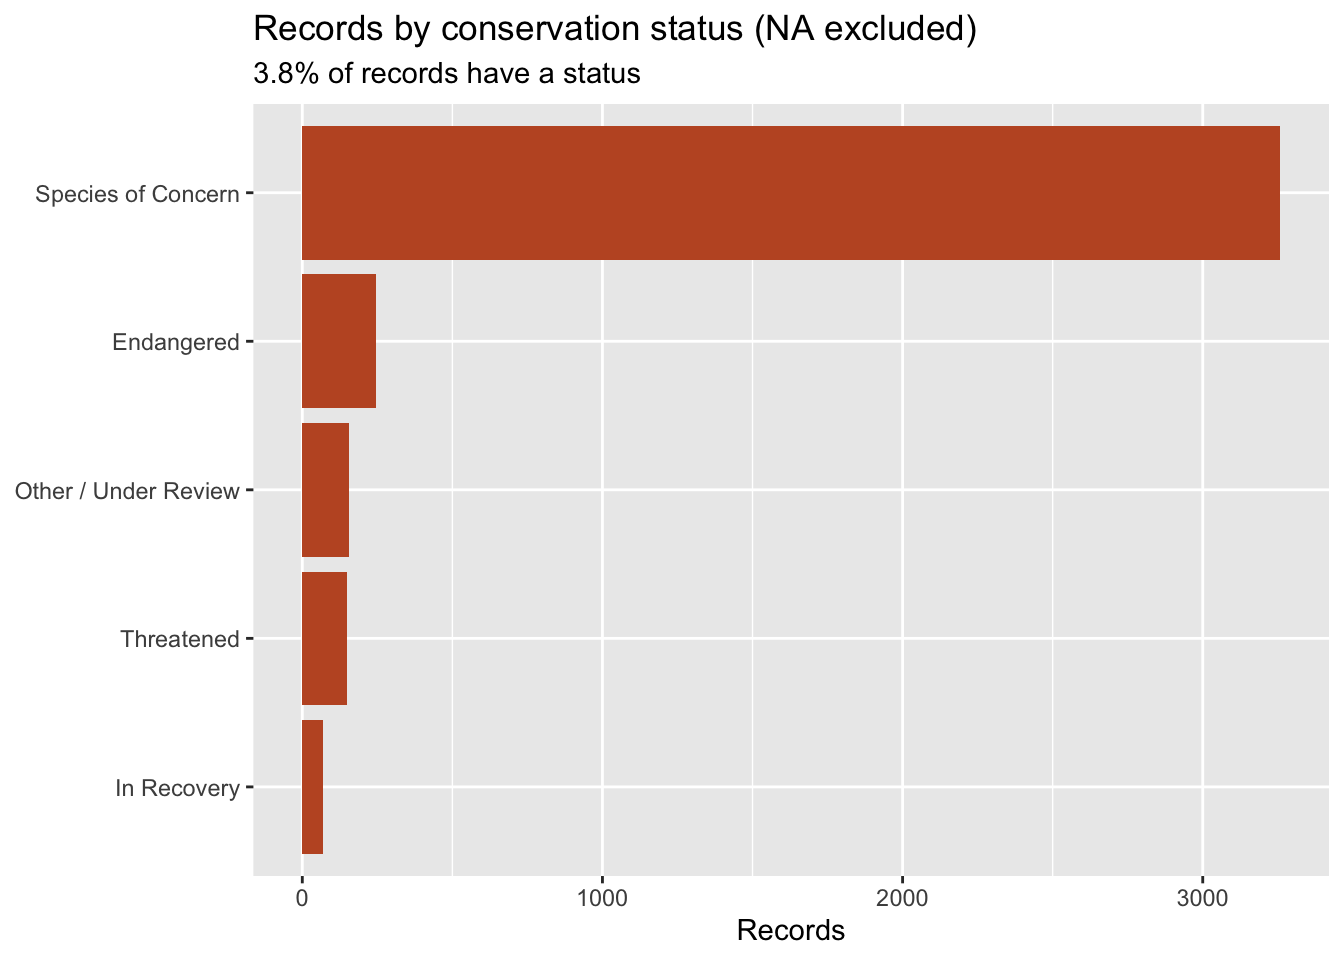 Records by conservation status (NA excluded)
3.8% of records have a status
Species of Concern
Endangered
Other / Under Review
Threatened
In Recovery
0 1000 2000 3000
Records